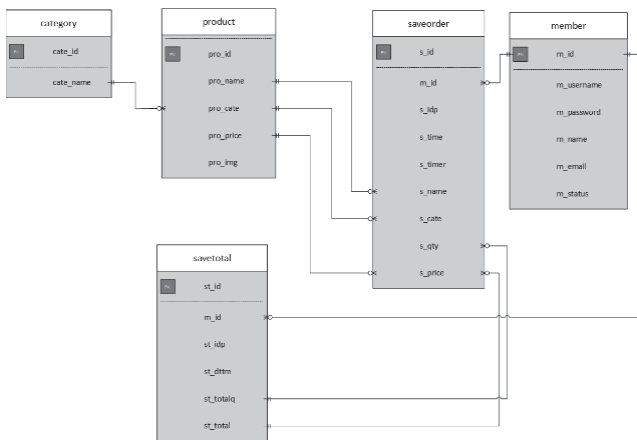 category
cate_id
cate_name
product
pro_id
pro_name
pro_cate
pro_price
pro_img
saveorder
s_id
m_id
s_idp
s_time
s_timer
s_name
s_cate
s_qty
s_price
member
m_id
m_username
m_password
m_name
m_email
m_status
savetotal
st_id
m_id
st_idp
st_dttm
st_totalq
st_total